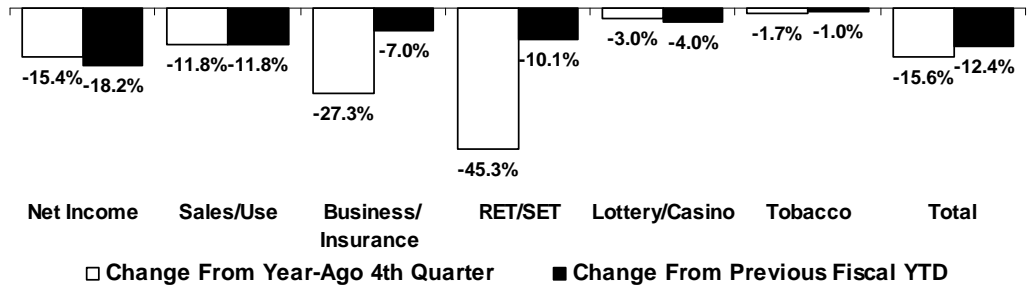 -15.4%
-18.2%
-11.8%
-11.8%
-27.3%
-7.0%
-45.3%
-10.1%
-3.0%
-4.0%
-1.7%
-1.0%
-15.6%
-12.4%
Net Income
Sales/Use
Business/
Insurance
RET/SET
Lottery/Casino
Tobacco
Total
Change From Year-Ago 4th Quarter
Change From Previous Fiscal YTD